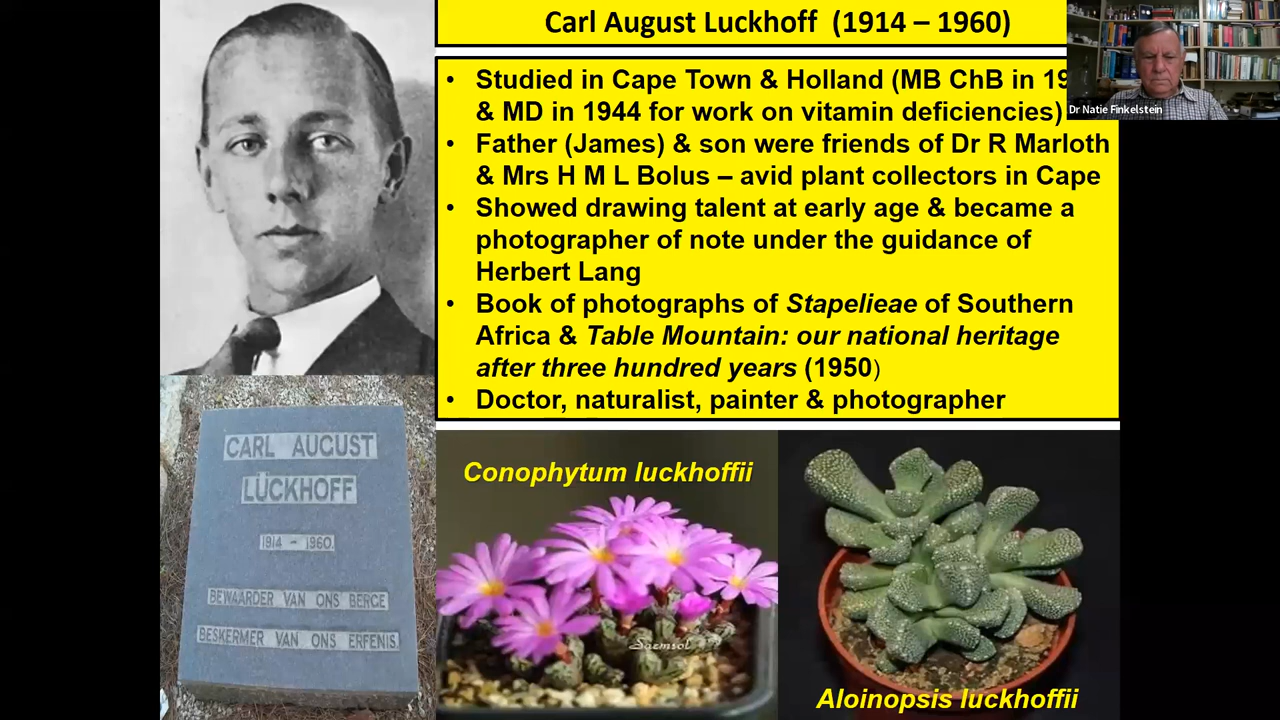 Carl August Luckhoff (1914 – 1960)
Dr Natie Finkelstein
• Studied in Cape Town & Holland (MB ChB in
& MD in 1944 for work on vitamin deficiencies)
• Father (James) & son were friends of Dr R Marloth
& Mrs H M L Bolus – avid plant collectors in Cape
• Showed drawing talent at early age & became a
photographer of note under the guidance of
Herbert Lang
• Book of photographs of Stapelieae of Southern
Africa & Table Mountain: our national heritage
after three hundred years (1950)
• Doctor, naturalist, painter & photographer
CARL AUGUST
LÜCKHOFF
1914 – 1960.
BEWAARDER VAN ONS BERGE
BESKERMER VAN ONS ERFENIS.
Conophytum luckhoffii
Saemsol
Aloinopsis luckhoffii